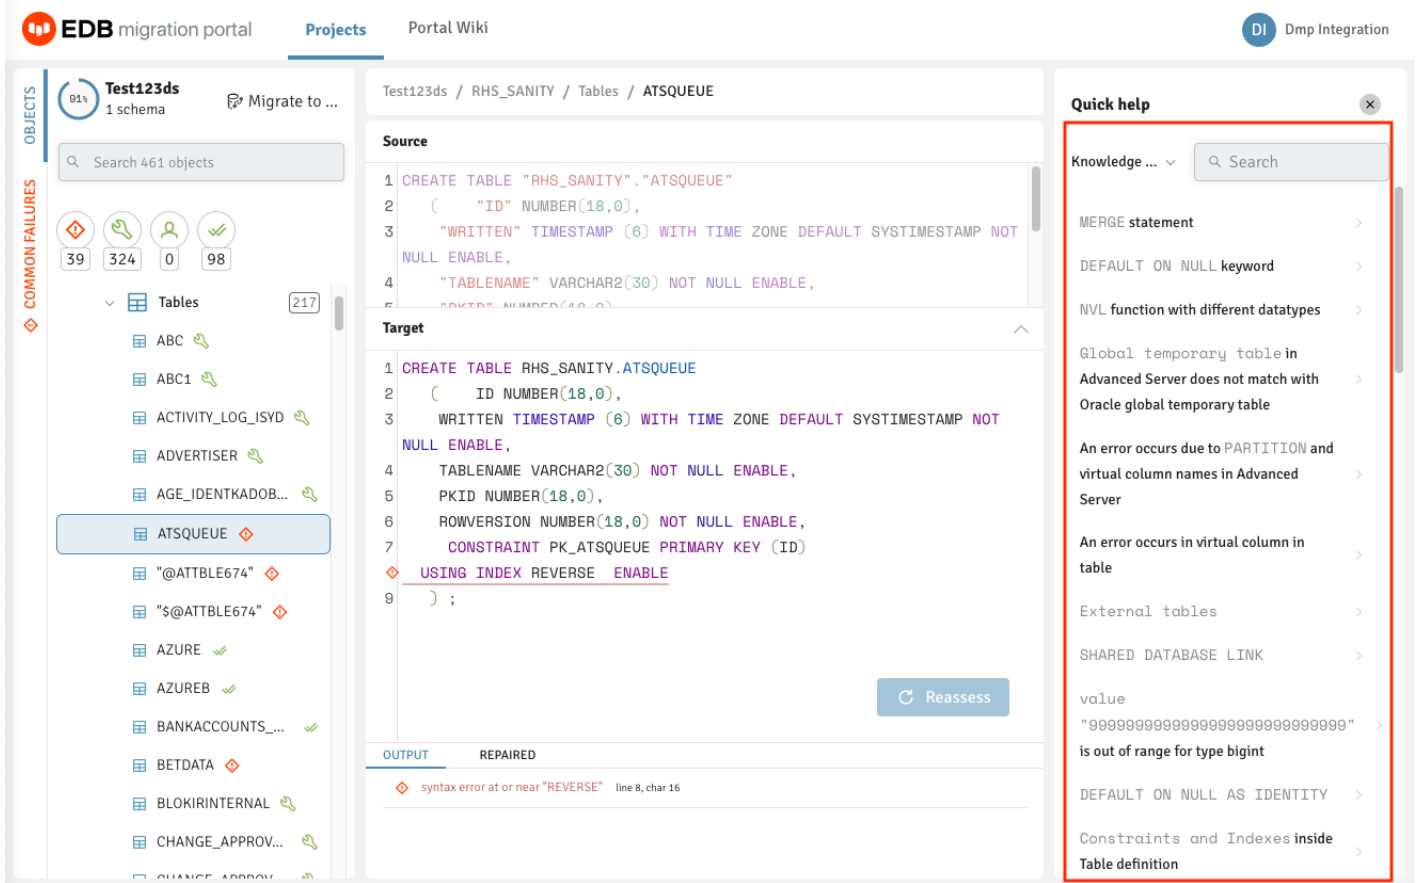 EDB migration portal
Projects
Portal Wiki
DI
Dmp Integration
OBJECTS
COMMON FAILURES
91%
Test123ds
1 schema
Migrate to ...
Search 461 objects
39
324
0
98
Tables
217
ABC
ABC1
ACTIVITY_LOG_ISYD
ADVERTISER
AGE_IDENTKADOB...
ATSQUEUE
"@ATTBLE674"
"$@ATTBLE674"
AZURE
AZUREB
BANKACCOUNTS_...
BETDATA
BLOKIRINTERNAL
CHANGE_APPROV...
CHANGE_APPROV...
Test123ds / RHS_SANITY / Tables / ATSQUEUE
Source
1 CREATE TABLE "RHS_SANITY"."ATSQUEUE"
2 ( "ID" NUMBER(18,0),
3 "WRITTEN" TIMESTAMP (6) WITH TIME ZONE DEFAULT SYSTIMESTAMP NOT
NULL ENABLE,
4 "TABLENAME" VARCHAR2(30) NOT NULL ENABLE,
5 "PKID" NUMBER(18,0)
Target
1 CREATE TABLE RHS_SANITY.ATSQUEUE
2 ( ID NUMBER(18,0),
3 WRITTEN TIMESTAMP (6) WITH TIME ZONE DEFAULT SYSTIMESTAMP NOT
NULL ENABLE,
4 TABLENAME VARCHAR2(30) NOT NULL ENABLE,
5 PKID NUMBER(18,0),
6 ROWVERSION NUMBER(18,0) NOT NULL ENABLE,
7 CONSTRAINT PK_ATSQUEUE PRIMARY KEY (ID)
USING INDEX REVERSE ENABLE
9 ) ;
Reassess
OUTPUT
REPAIRED
syntax error at or near "REVERSE" line 8, char 16
Quick help
Knowledge ...
Search
MERGE statement
DEFAULT ON NULL keyword
NVL function with different datatypes
Global temporary table in
Advanced Server does not match with
Oracle global temporary table
An error occurs due to PARTITION and
virtual column names in Advanced
Server
An error occurs in virtual column in
table
External tables
SHARED DATABASE LINK
value
"9999999999999999999999999999"
is out of range for type bigint
DEFAULT ON NULL AS IDENTITY
Constraints and Indexes inside
Table definition